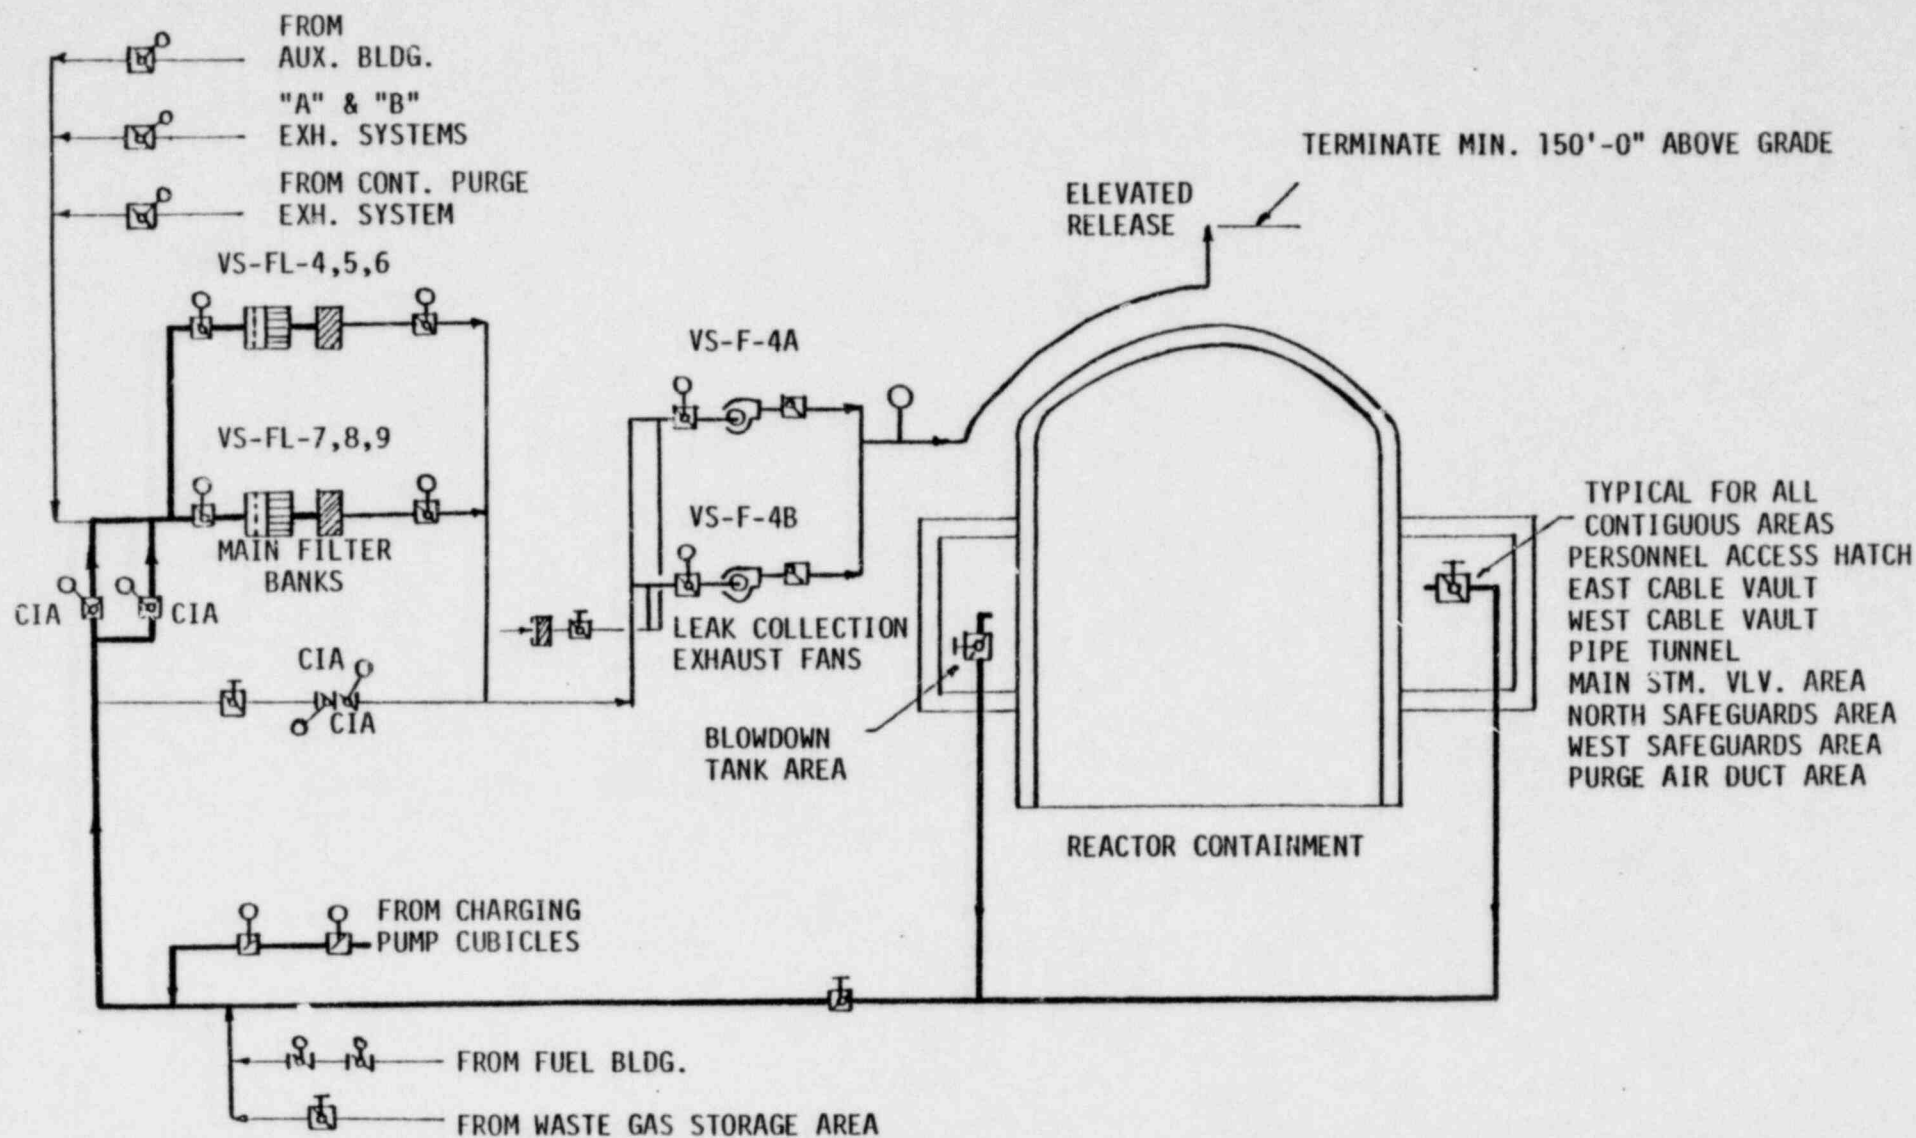 FROM
AUX. BLDG.
"A" & "B"
EXH. SYSTEMS
FROM CONT. PURGE
EXH. SYSTEM
VS-FL-4,5,6
VS-FL-7,8,9
MAIN FILTER
BANKS
CIA
CIA
CIA
CIA
VS-F-4A
VS-F-4B
LEAK COLLECTION
EXHAUST FANS
ELEVATED
RELEASE
TERMINATE MIN. 150'-0" ABOVE GRADE
BLOWDOWN
TANK AREA
REACTOR CONTAINMENT
TYPICAL FOR ALL
CONTIGUOUS AREAS
PERSONNEL ACCESS HATCH
EAST CABLE VAULT
WEST CABLE VAULT
PIPE TUNNEL
MAIN STM. VLV. AREA
NORTH SAFEGUARDS AREA
WEST SAFEGUARDS AREA
PURGE AIR DUCT AREA
FROM CHARGING
PUMP CUBICLES
FROM FUEL BLDG.
FROM WASTE GAS STORAGE AREA